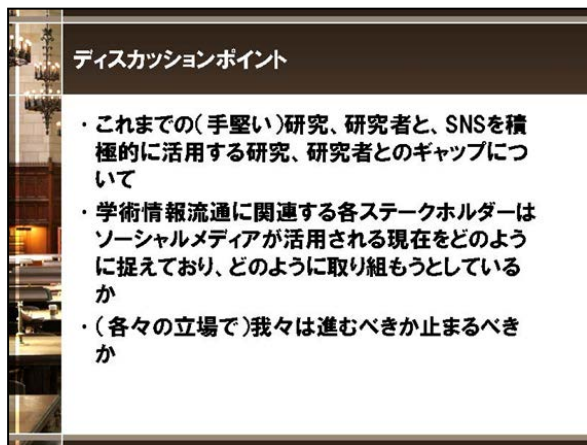 ディスカッションポイント
・これまでの(手堅い)研究、研究者と、SNSを積
極的に活用する研究、研究者とのギャップにつ
いて
・学術情報流通に関連する各ステークホルダーは
ソーシャルメディアが活用される現在をどのよう
に捉えており、どのように取り組もうとしている
か
・(各々の立場で)我々は進むべきか止まるべき
か